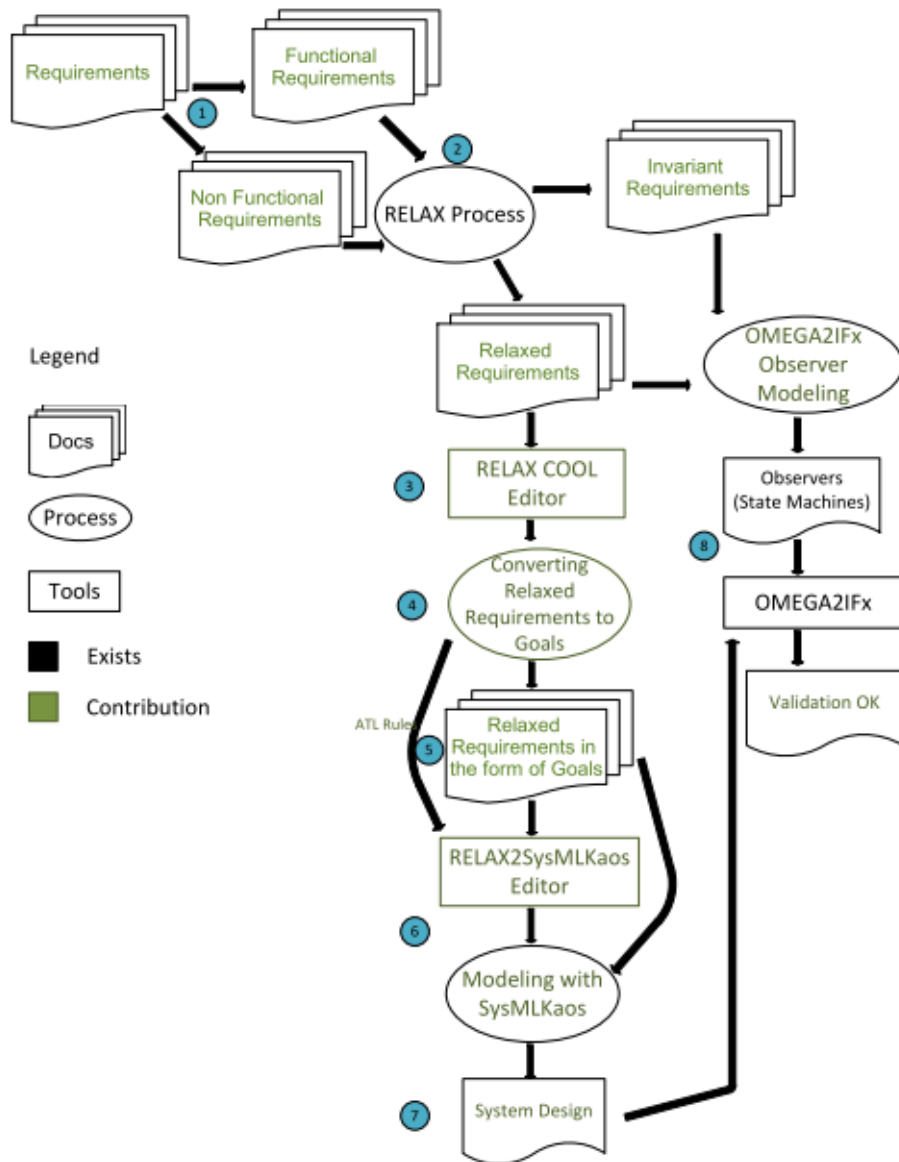 Requirements
Functional
Requirements
1
2
Non Functional
Requirements
RELAX Process
Invariant
Requirements
Legend
Docs
Process
Tools
Exists
Contribution
Relaxed
Requirements
OMEGA2IFx
Observer
Modeling
3
RELAX COOL
Editor
Observers
(State Machines)
8
4
Converting
Relaxed
Requirements to
Goals
OMEGA2IFx
Validation OK
ATL Rules
5
Relaxed
Requirements in
the form of Goals
RELAX2SysMLKaos
Editor
6
Modeling with
SysMLKaos
7
System Design